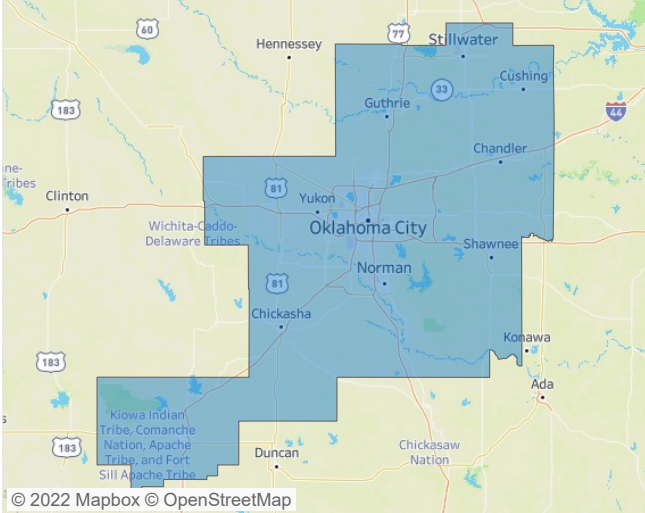 60
77
Hennessey
Stillwater
Cushing
33
183
Guthrie
44
Chandler
ne-
Tribes
81
Clinton
Yukon
Wichita-Caddo-
Delaware Tribes
Oklahoma City
Shawnee
Norman
81
Chickasha
Konawa
183
Ada
Kiowa Indian
Tribe, Comanche
Nation, Apache
Tribe, and Fort
Sill Apache Tribe
s
183
Duncan
Chickasaw
Nation
© 2022 Mapbox © OpenStreetMap